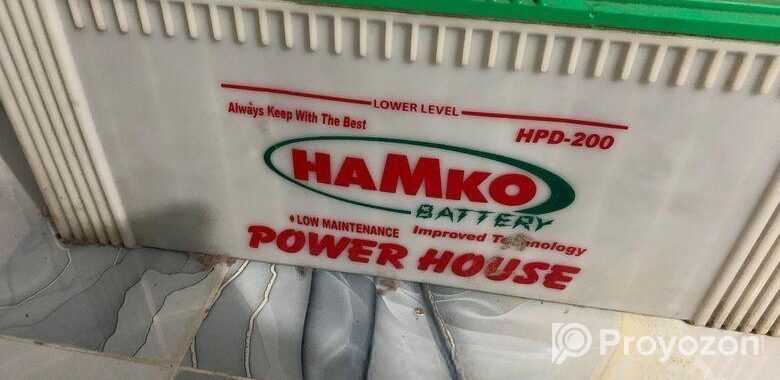 LOWER LEVEL
Always Keep With The Best
HPD-200
HAMKO
BATTERY
♦ LOW MAINTENANCE Improved Technology
POWER HOUSE
Proyozon